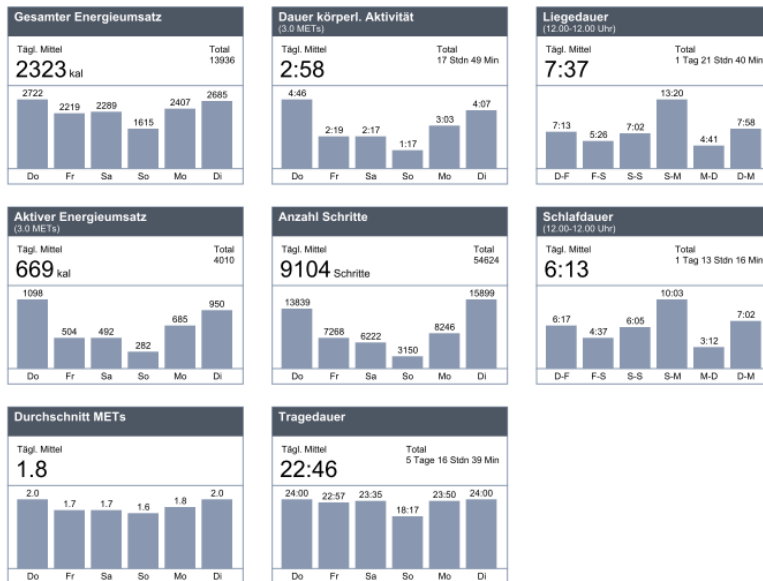 Gesamter Energieumsatz
Tägl. Mittel
Total
2323 kal
13936
2722 2219 2289 1615 2407 2685
Do Fr Sa So Mo Di
Dauer körperl. Aktivität
(3.0 METs)
Tägl. Mittel
Total
2:58
17 Stdn 49 Min
4:46 2:19 2:17 1:17 3:03 4:07
Do Fr Sa So Mo Di
Liegedauer
(12.00-12.00 Uhr)
Tägl. Mittel
Total
7:37
1 Tag 21 Stdn 40 Min
7:13 5:26 7:02 13:20 4:41 7:58
D-F F-S S-S S-M M-D D-M
Aktiver Energieumsatz
(3.0 METs)
Tägl. Mittel
Total
669 kal
4010
1098 504 492 282 685 950
Do Fr Sa So Mo Di
Anzahl Schritte
Tägl. Mittel
Total
9104 Schritte
54624
13839 7268 6222 3150 8246 15899
Do Fr Sa So Mo Di
Schlafdauer
(12.00-12.00 Uhr)
Tägl. Mittel
Total
6:13
1 Tag 13 Stdn 16 Min
6:17 4:37 6:05 10:03 3:12 7:02
D-F F-S S-S S-M M-D D-M
Durchschnitt METs
Tägl. Mittel
1.8
2.0 1.7 1.7 1.6 1.8 2.0
Do Fr Sa So Mo Di
Tragedauer
Tägl. Mittel
Total
22:46
5 Tage 16 Stdn 39 Min
24:00 22:57 23:35 18:17 23:50 24:00
Do Fr Sa So Mo Di